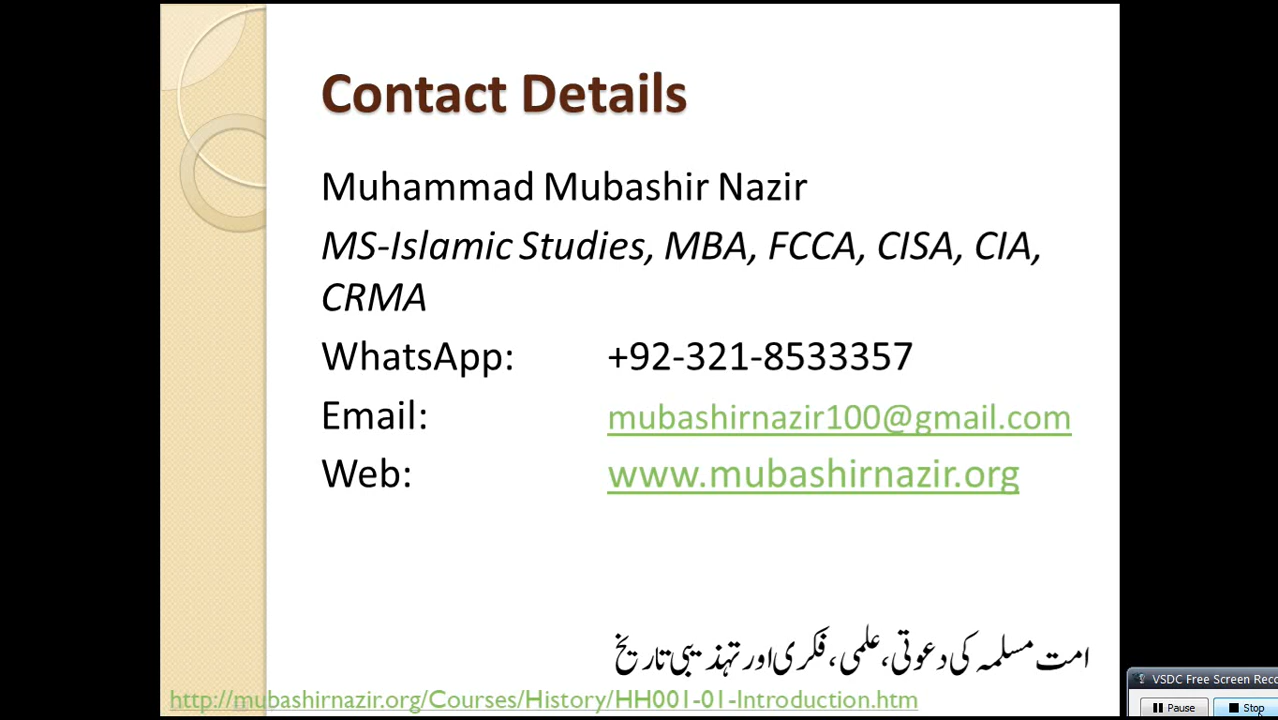 Contact Details
Muhammad Mubashir Nazir
MS-Islamic Studies, MBA, FCCA, CISA, CIA,
CRMA
WhatsApp: +92-321-8533357
Email: mubashirnazir100@gmail.com
Web: www.mubashirnazir.org
امت مسلمہ کی دعوتی، علمی، فکری اور تہذیبی تاریخ
http://mubashirnazir.org/Courses/History/HH001-01-Introduction.htm
VSDC Free Screen Reco
Pause Stop